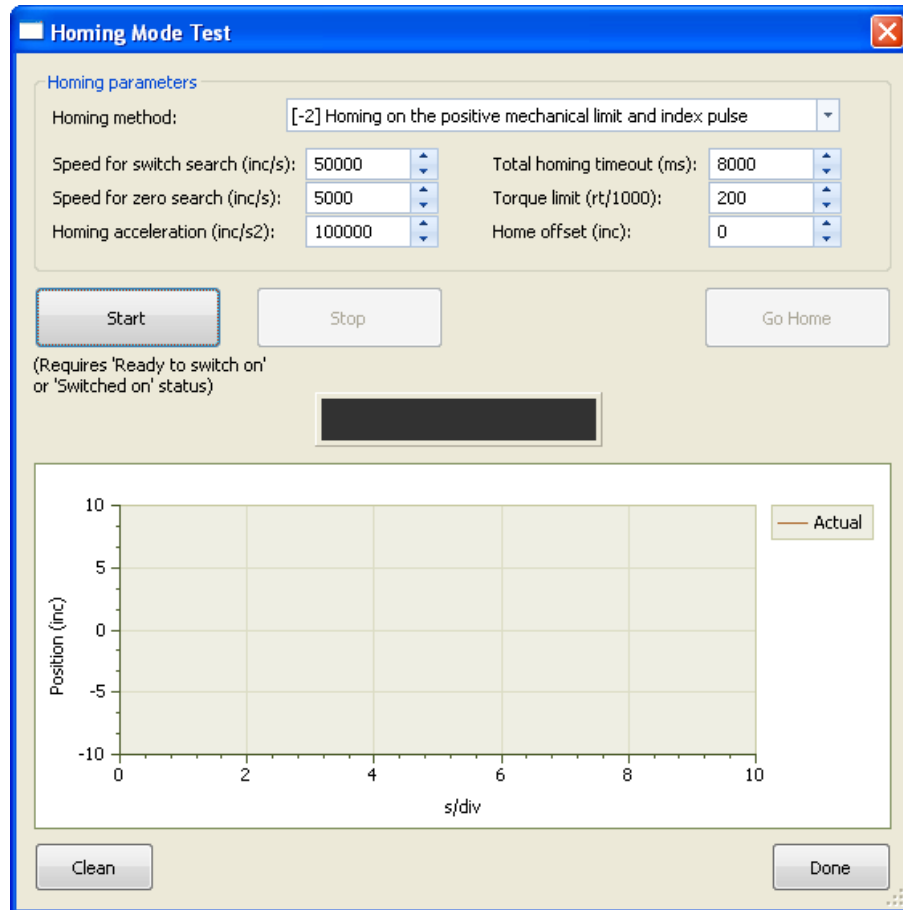 Homing Mode Test
Homing parameters
Homing method: [-2] Homing on the positive mechanical limit and index pulse
Speed for switch search (inc/s): 50000 Total homing timeout (ms): 8000
Speed for zero search (inc/s): 5000 Torque limit (rt/1000): 200
Homing acceleration (inc/s2): 100000 Home offset (inc): 0
Start Stop Go Home
(Requires 'Ready to switch on'
or 'Switched on' status)
10
5
0
-5
-10
Position (inc)
Actual
0 2 4 6 8 10
s/div
Clean Done